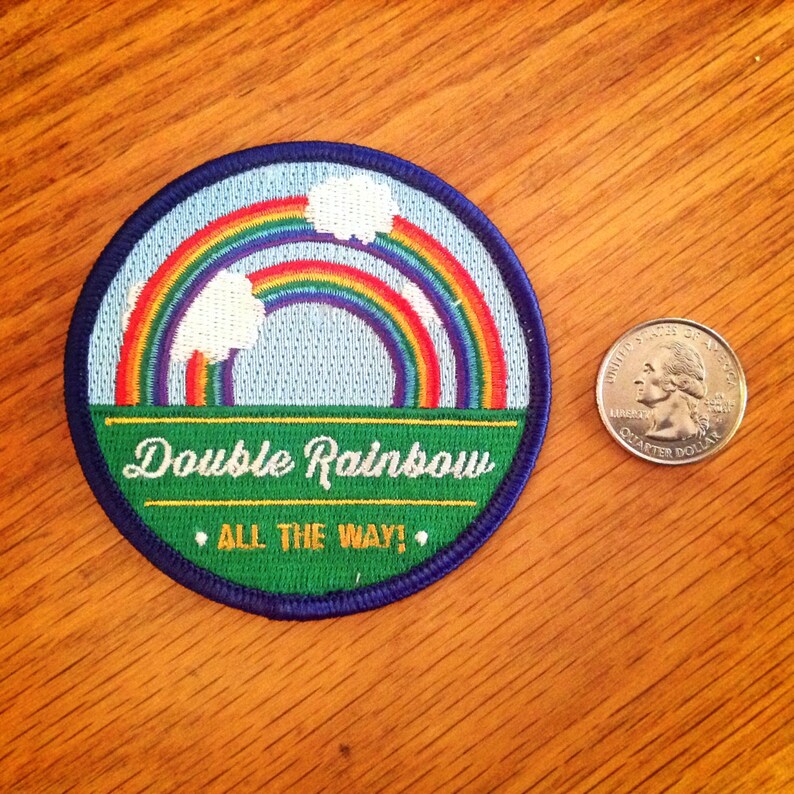 Double Rainbow
• ALL THE WAY! •
UNITED STATES OF AMERICA
LIBERTY
QUARTER DOLLAR